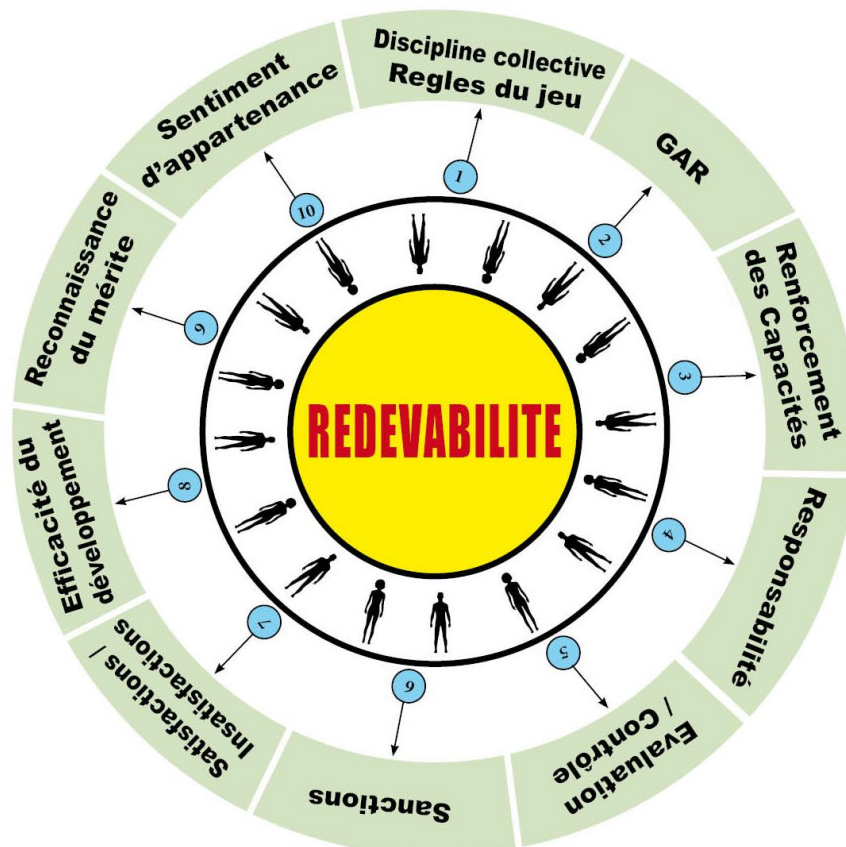 REDEVABILITE
1
Discipline collective
Regles du jeu
2
GAR
3
Renforcement
des Capacités
4
Responsabilité
5
Evaluation
/ Contrôle
6
Sanctions
7
Satisfactions /
Insatisfactions
8
Efficacité du
développement
9
Reconnaissance
du mérite
10
Sentiment
d'appartenance